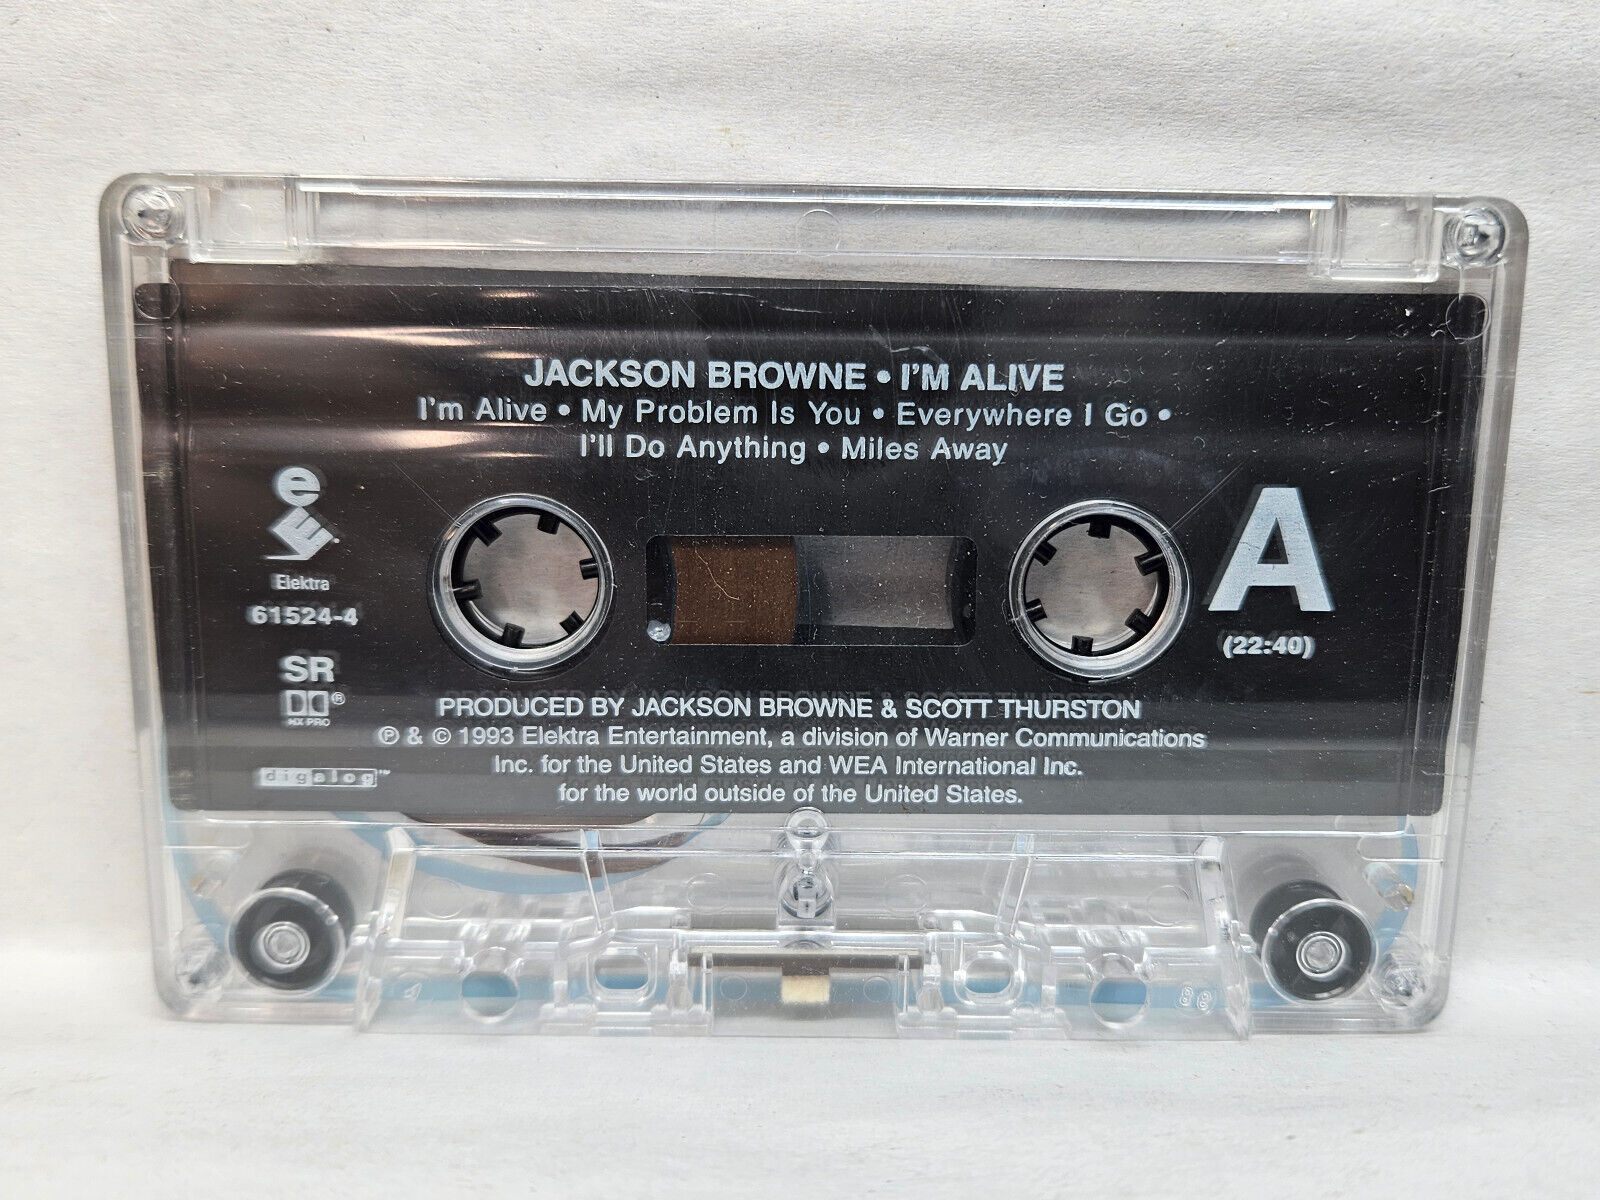 JACKSON BROWNE • I'M ALIVE
I'm Alive • My Problem Is You • Everywhere I Go •
I'll Do Anything • Miles Away
e
E
Elektra
61524-4
A
(22:40)
SR
HX PRO
digalog™
PRODUCED BY JACKSON BROWNE & SCOTT THURSTON
℗ & © 1993 Elektra Entertainment, a division of Warner Communications
Inc. for the United States and WEA International Inc.
for the world outside of the United States.